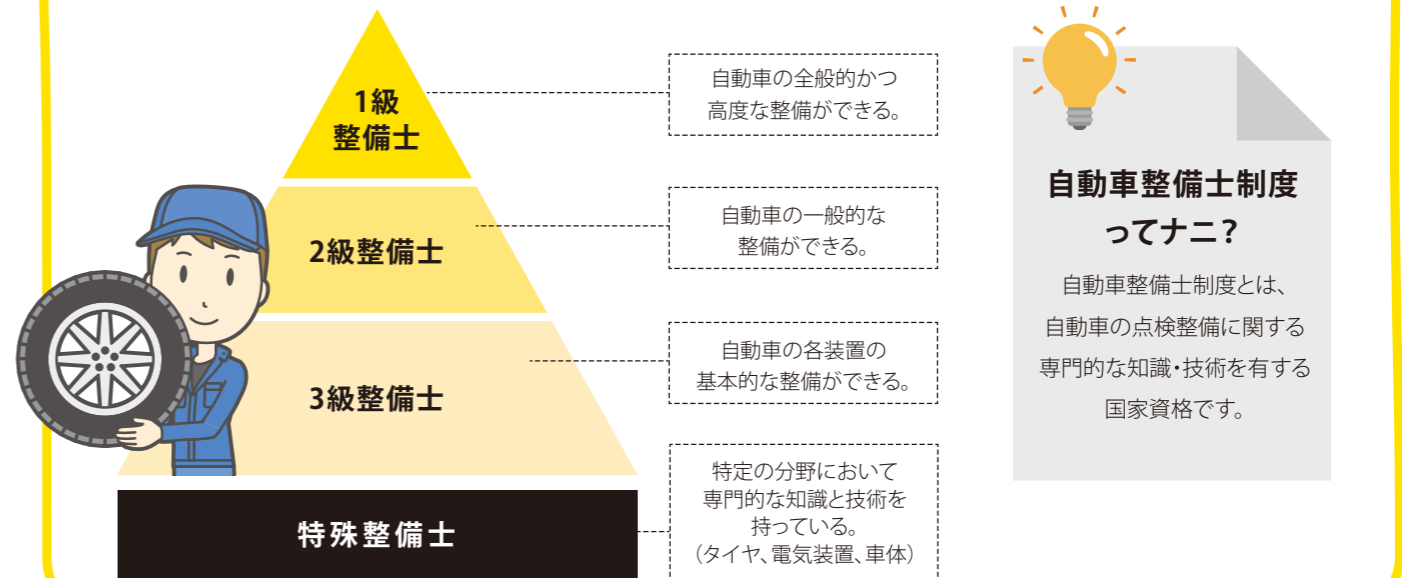 1級
整備士
自動車の全般的かつ
高度な整備ができる。
2級整備士
自動車の一般的な
整備ができる。
3級整備士
自動車の各装置の
基本的な整備ができる。
特殊整備士
特定の分野において
専門的な知識と技術を
持っている。
（タイヤ、電気装置、車体）
自動車整備士制度
ってナニ？
自動車整備士制度とは、
自動車の点検整備に関する
専門的な知識・技術を有する
国家資格です。